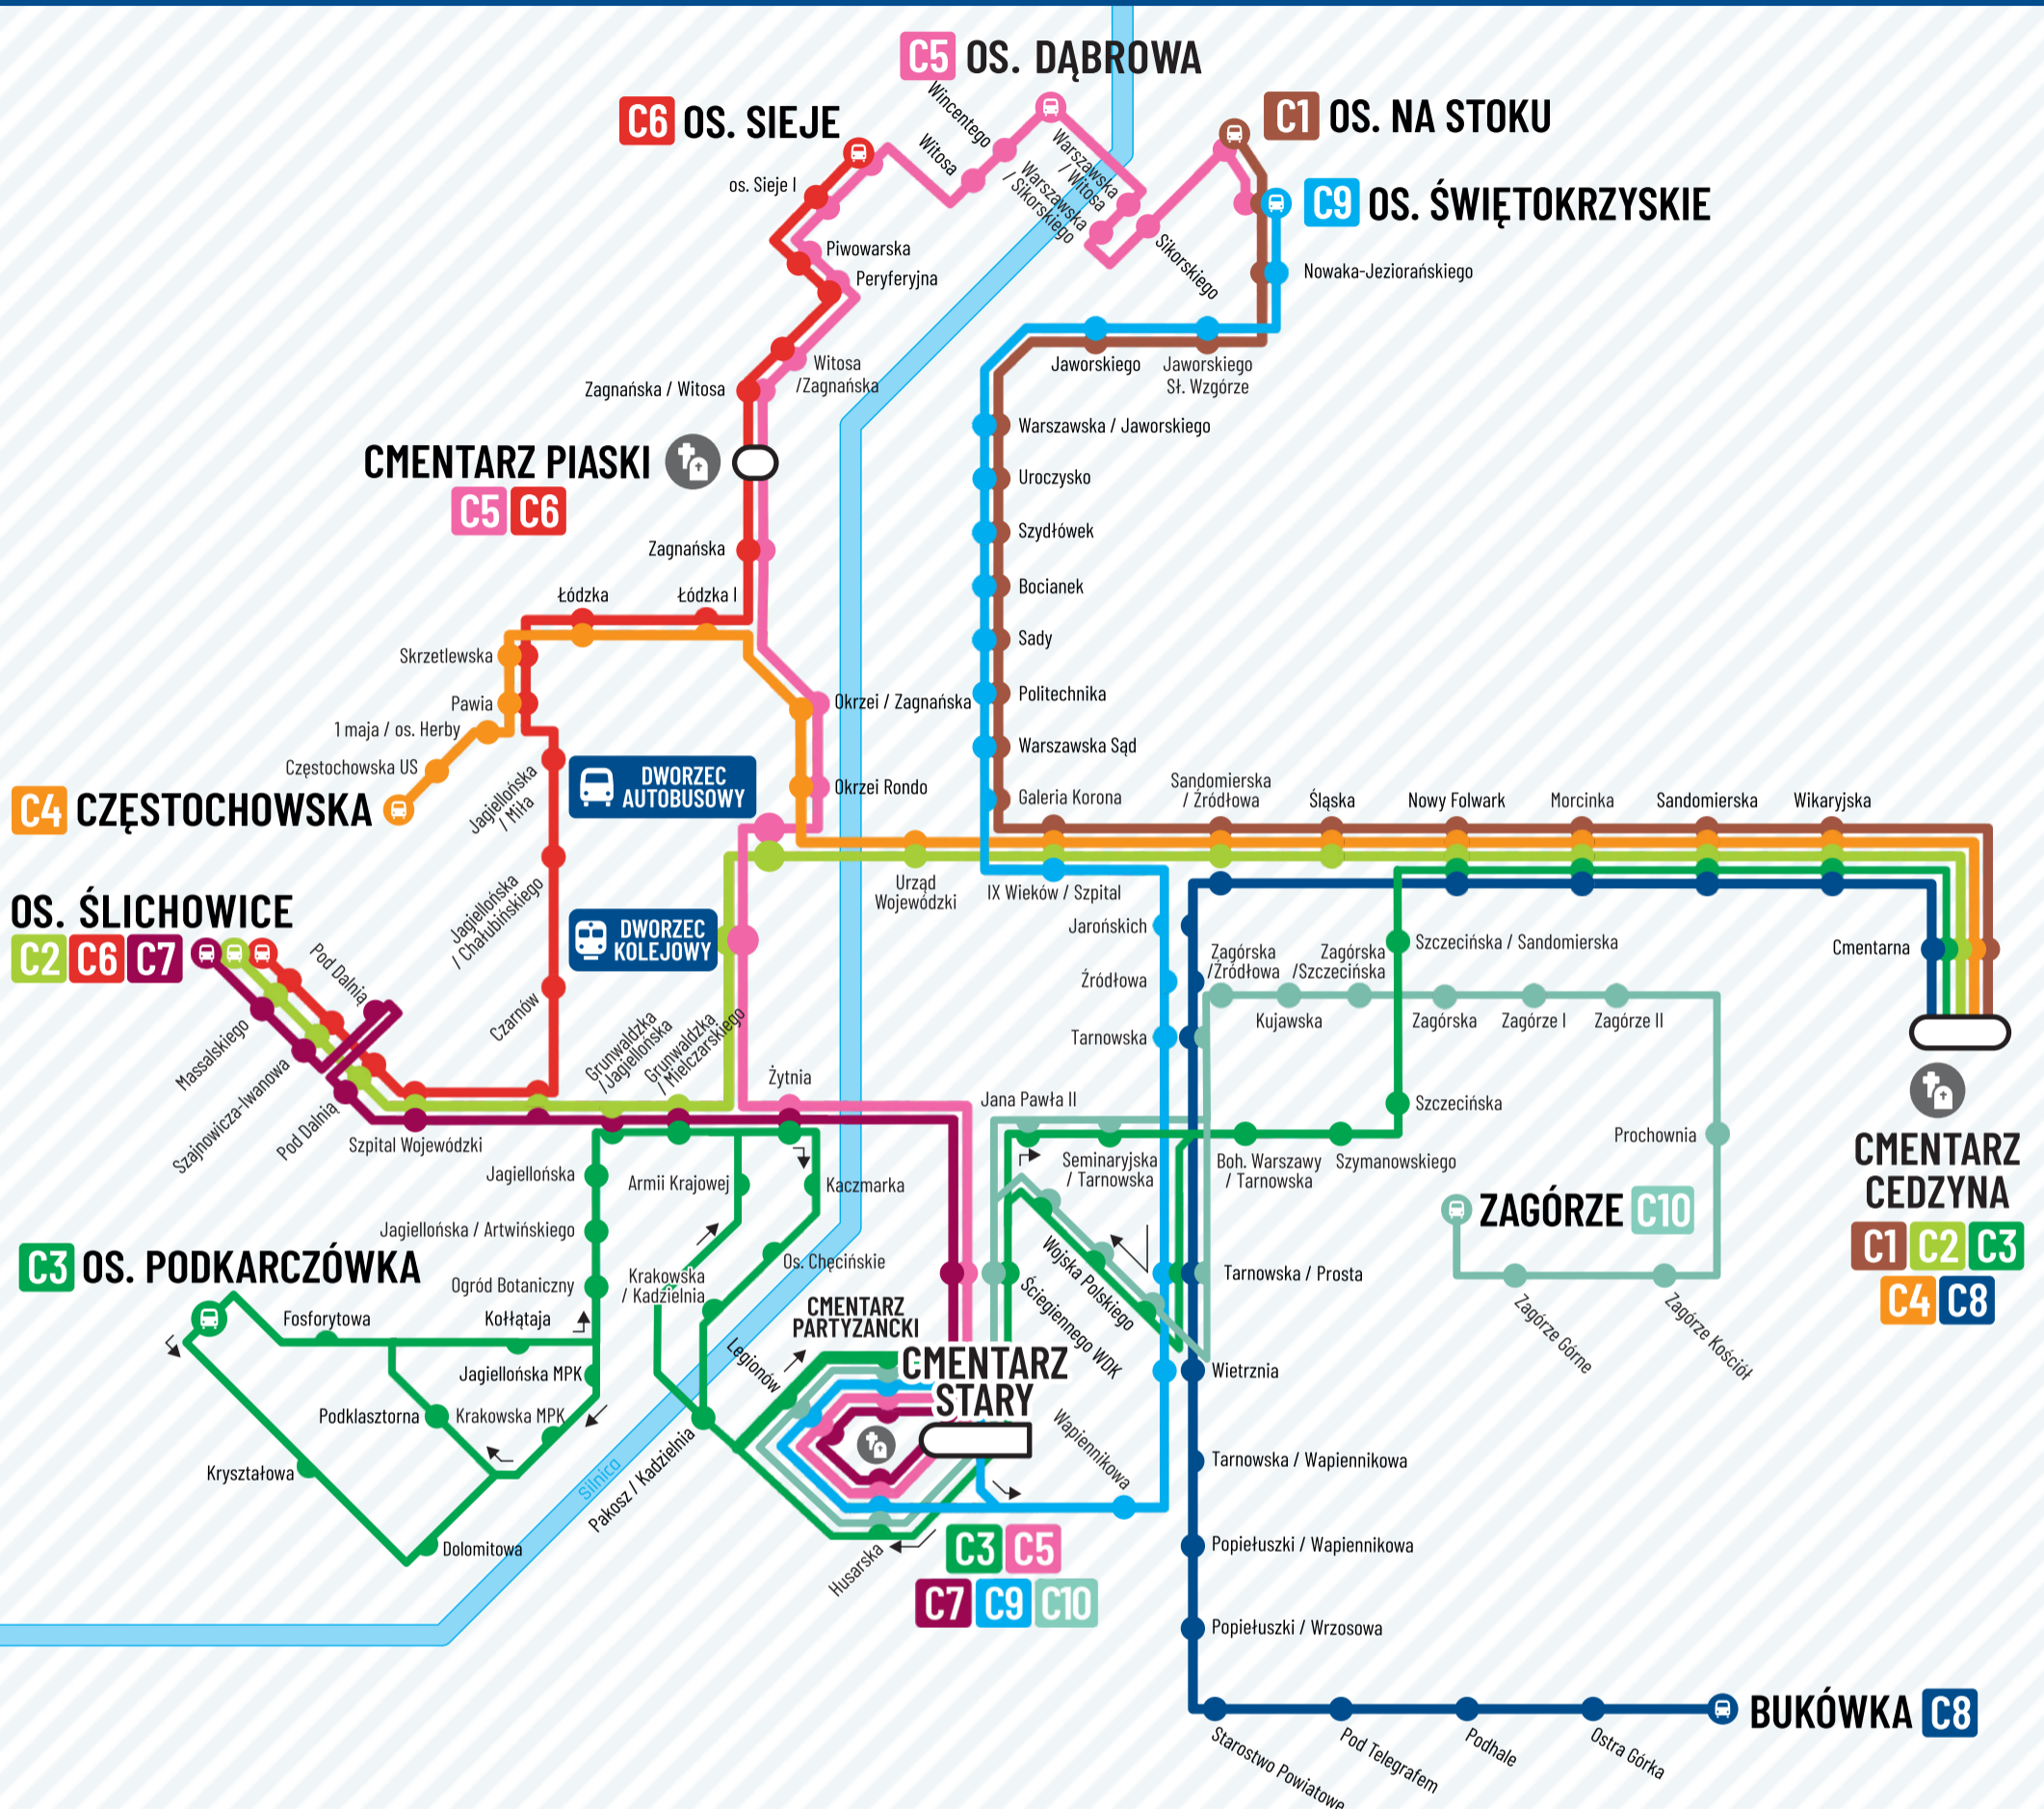 C5 OS. DĄBROWA
C6 OS. SIEJE
C1 OS. NA STOKU
C9 OS. ŚWIĘTOKRZYSKIE
Wincentego
Witosa
Warszawska
/ Witosa
Warszawska
/ Sikorskiego
Sikorskiego
os. Sieje I
Piwowarska
Peryferyjna
Nowaka-Jeziorańskiego
Witosa
/Zagnańska
Zagnańska / Witosa
Jaworskiego
Jaworskiego
Sł. Wzgórze
CMENTARZ PIASKI
C5 C6
Warszawska / Jaworskiego
Uroczysko
Szydłówek
Bocianek
Sady
Politechnika
Warszawska Sąd
Galeria Korona
Zagnańska
Łódzka
Łódzka I
Skrzetlewska
Pawia
1 maja / os. Herby
Częstochowska US
C4 CZĘSTOCHOWSKA
Jagiellońska
/ Miła
DWORZEC
AUTOBUSOWY
Okrzei / Zagnańska
Okrzei Rondo
Sandomierska
/ Źródłowa
Śląska
Nowy Folwark
Morcinka
Sandomierska
Wikaryjska
Urząd
Wojewódzki
IX Wieków / Szpital
Jagiellońska
/ Chałubińskiego
DWORZEC
KOLEJOWY
OS. ŚLICHOWICE
C2 C6 C7
Pod Dalnią
Czarnów
Massalskiego
Szajnowicza-Iwanowa
Pod Dalnią
Szpital Wojewódzki
Grunwaldzka
/Jagiellońska
Grunwaldzka
/ Mielczarskiego
Żytnia
Jarońskich
Źródłowa
Tarnowska
Zagórska
/Źródłowa
Zagórska
/Szczecińska
Szczecińska / Sandomierska
Cmentarna
Kujawska
Zagórska
Zagórze I
Zagórze II
Jana Pawła II
Szczecińska
Prochownia
Seminaryjska
/ Tarnowska
Boh. Warszawy
/ Tarnowska
Szymanowskiego
CMENTARZ
CEDZYNA
C1 C2 C3
C4 C8
ZAGÓRZE C10
Zagórze Górne
Zagórze Kościół
Jagiellońska
Armii Krajowej
Kaczmarka
Jagiellońska / Artwińskiego
Os. Chęcińskie
Ogród Botaniczny
Krakowska
/ Kadzielnia
C3 OS. PODKARCZÓWKA
Fosforytowa
Kołłątaja
Jagiellońska MPK
Podklasztorna
Krakowska MPK
Kryształowa
Dolomitowa
Silnica
Pakosz / Kadzielnia
Legionów
CMENTARZ
PARTYZANCKI
CMENTARZ
STARY
Wojska Polskiego
Ściegiennego WDK
Wapiennikowa
Husarska
C3 C5
C7 C9 C10
Tarnowska / Prosta
Wietrznia
Tarnowska / Wapiennikowa
Popiełuszki / Wapiennikowa
Popiełuszki / Wrzosowa
BUKÓWKA C8
Starostwo Powiatowe
Pod Telegrafem
Podhale
Ostra Górka